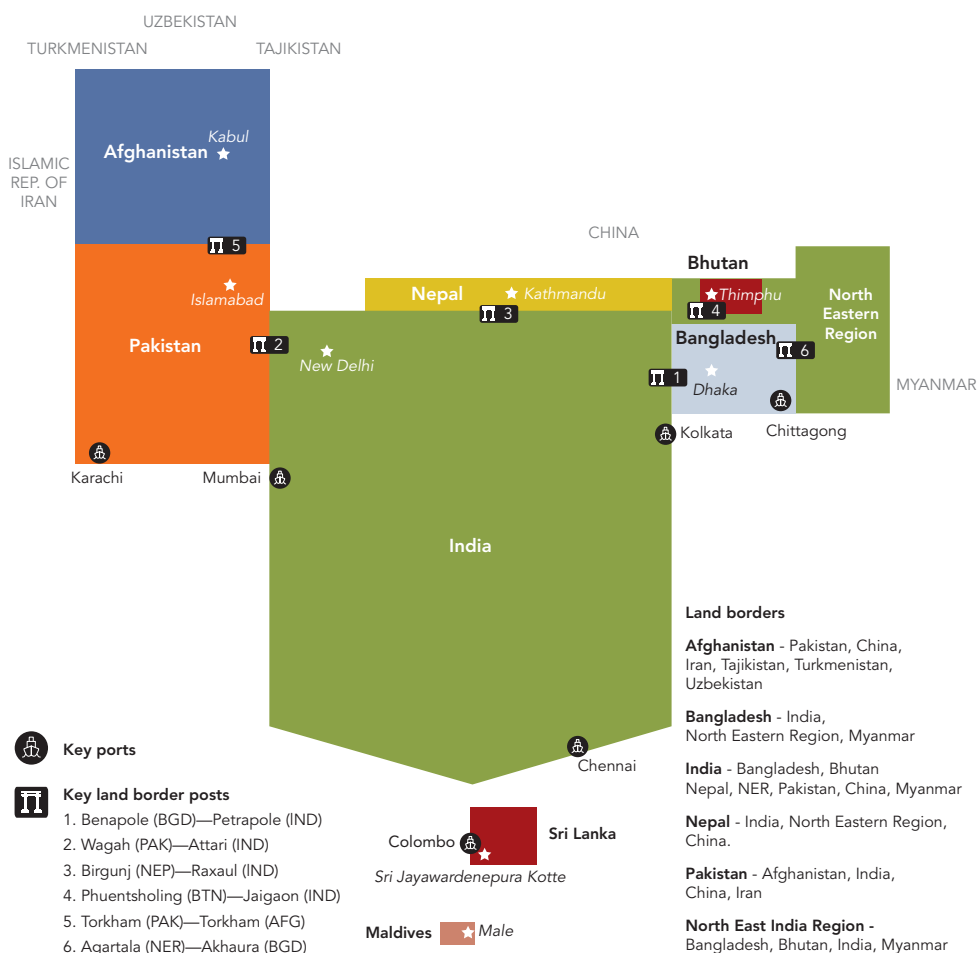 UZBEKISTAN
TURKMENISTAN
TAJIKISTAN
Kabul
Afghanistan
ISLAMIC
REP. OF
IRAN
5
CHINA
Bhutan
Islamabad
Nepal
Kathmandu
Thimphu
North
Eastern
Region
3
4
Pakistan
2
New Delhi
Bangladesh
6
1
Dhaka
MYANMAR
Kolkata
Chittagong
Karachi
Mumbai
India
Chennai
Colombo
Sri Lanka
Sri Jayawardenepura Kotte
Maldives
Male
Key ports
Key land border posts
1. Benapole (BGD)—Petrapole (IND)
2. Wagah (PAK)—Attari (IND)
3. Birgunj (NEP)—Raxaul (IND)
4. Phuentsholing (BTN)—Jaigaon (IND)
5. Torkham (PAK)—Torkham (AFG)
6. Agartala (NER)—Akhaura (BGD)
Land borders
Afghanistan - Pakistan, China,
Iran, Tajikistan, Turkmenistan,
Uzbekistan
Bangladesh - India,
North Eastern Region, Myanmar
India - Bangladesh, Bhutan
Nepal, NER, Pakistan, China, Myanmar
Nepal - India, North Eastern Region,
China.
Pakistan - Afghanistan, India,
China, Iran
North East India Region -
Bangladesh, Bhutan, India, Myanmar